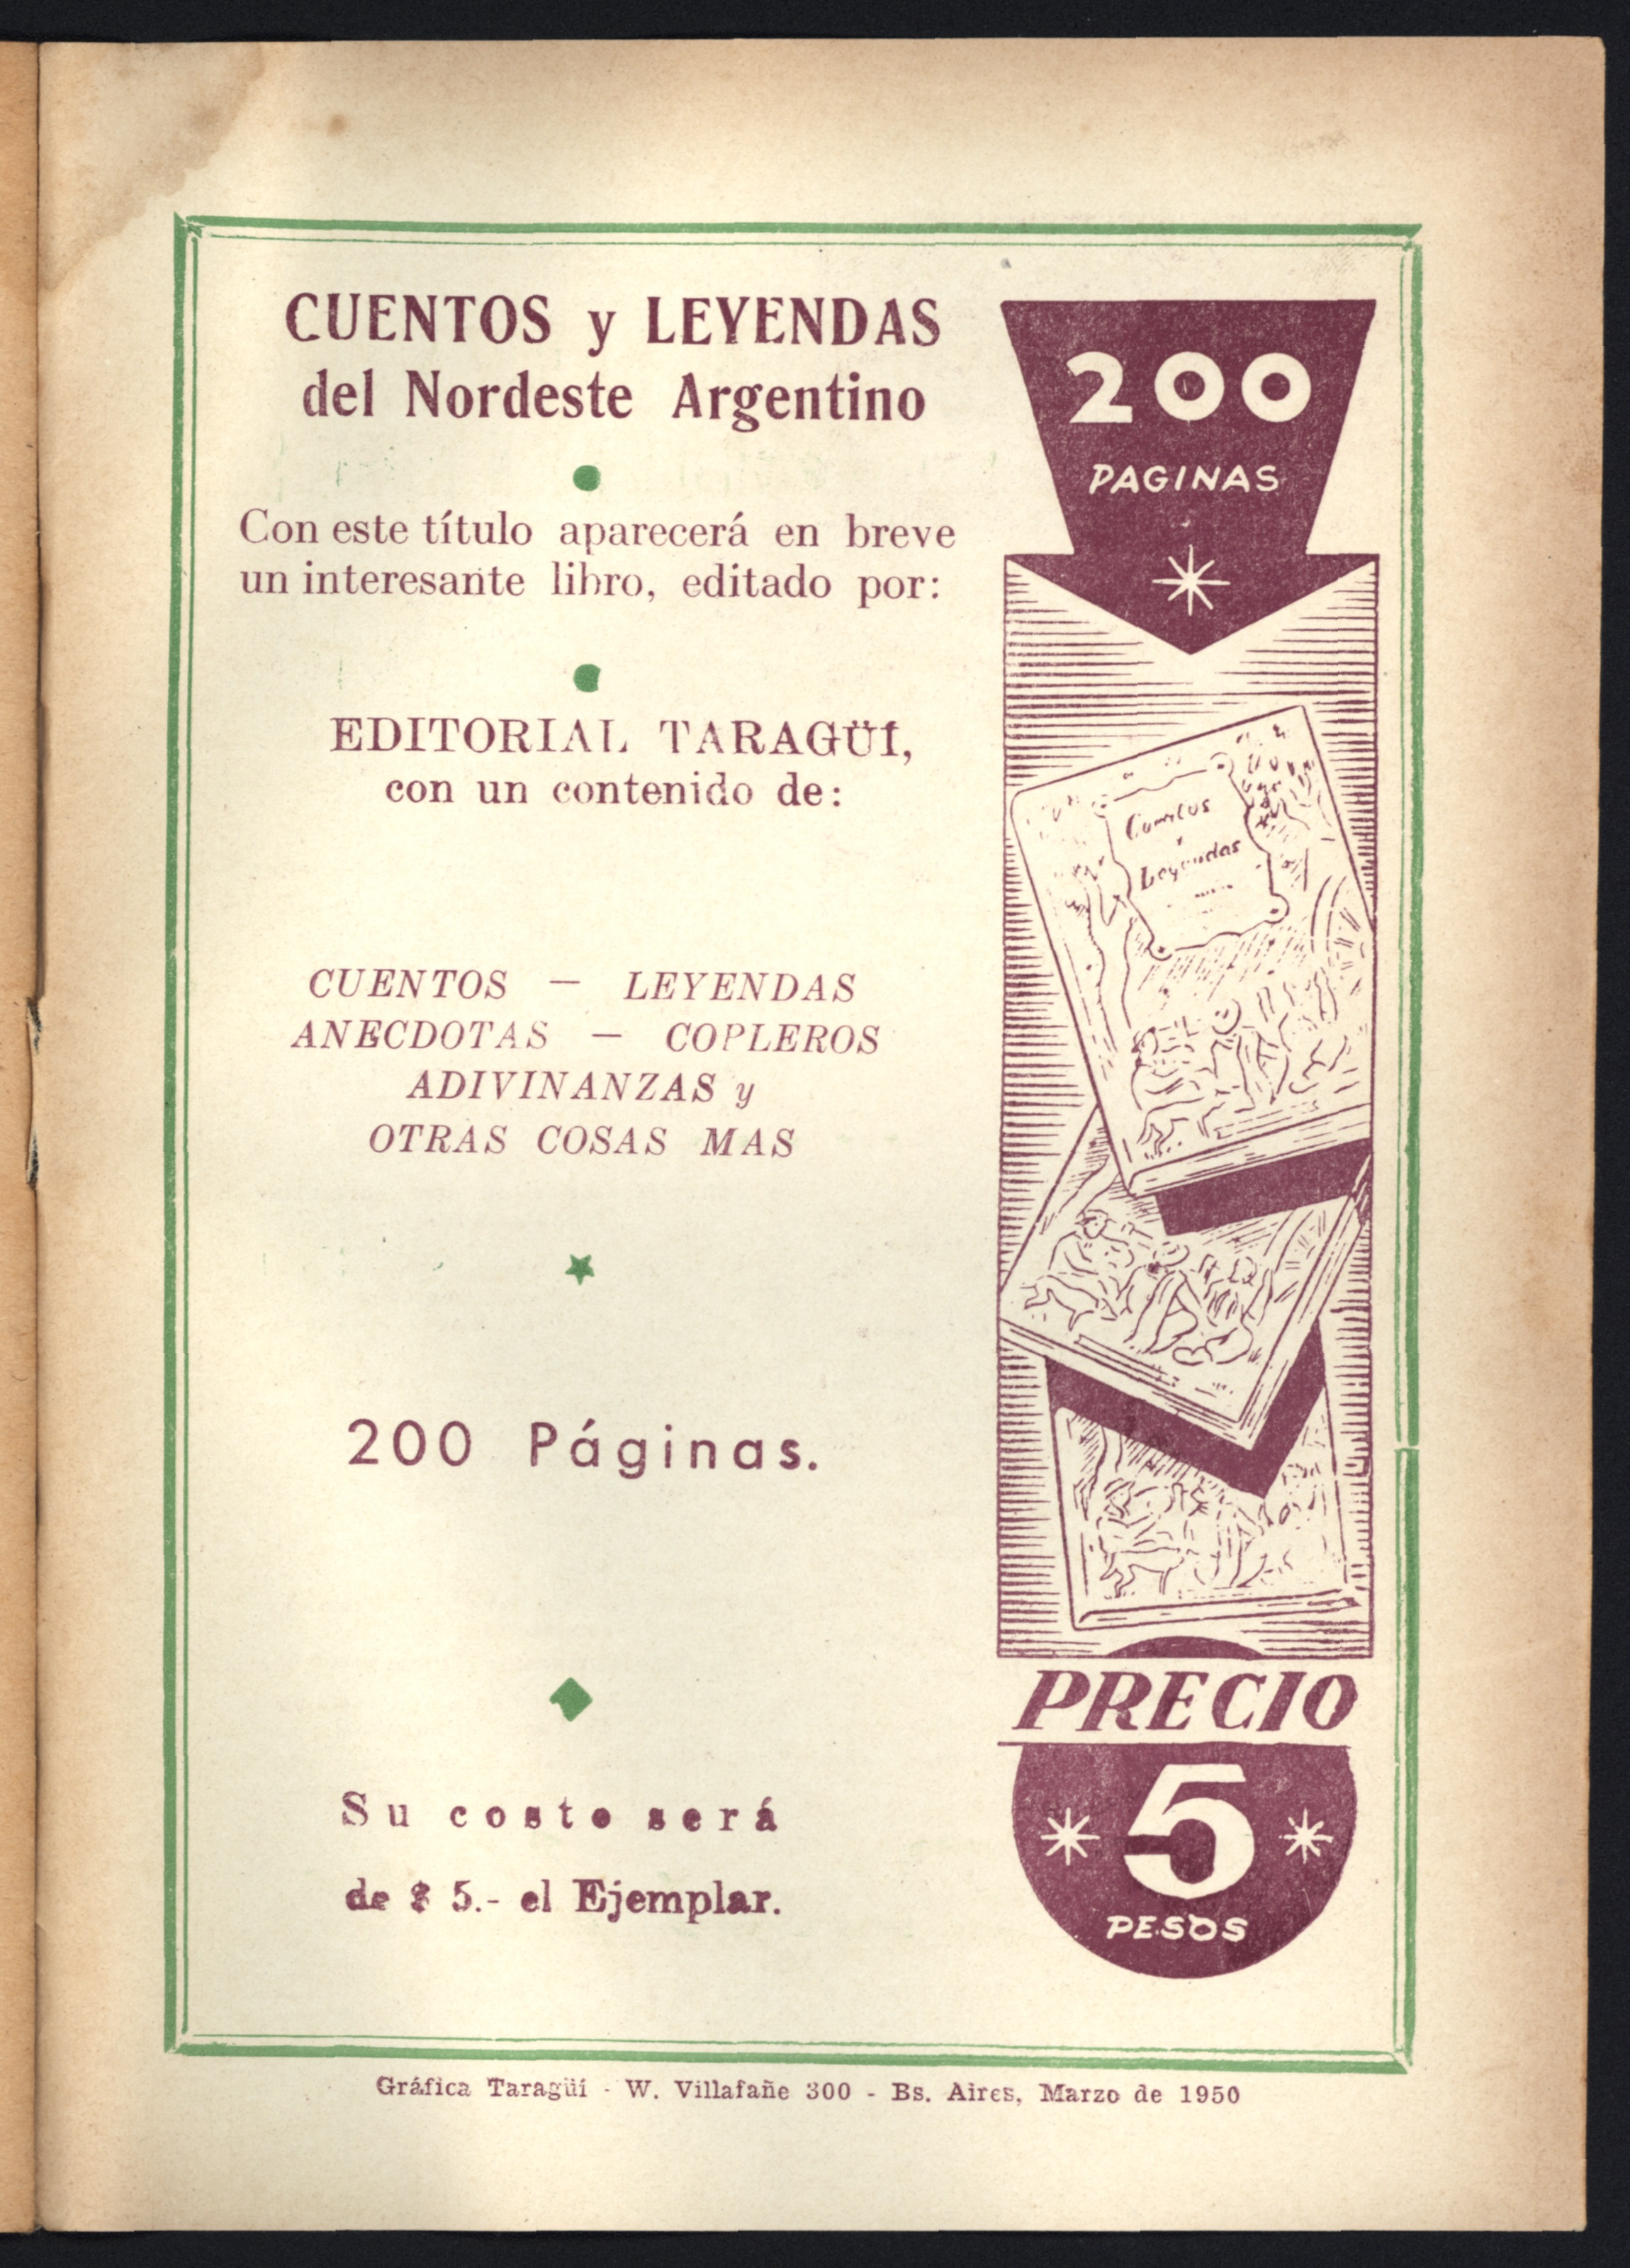 CUENTOS y LEYENDAS
del Nordeste Argentino
Con este título aparecerá en breve
un interesante libro, editado por:
EDITORIAL TARAGÜÍ,
con un contenido de:
CUENTOS — LEYENDAS
ANECDOTAS — COPLEROS
ADIVINANZAS y
OTRAS COSAS MAS
200 Páginas.
Su costo será
de $ 5.- el Ejemplar.
200
PAGINAS
Cuentos
y
Leyendas
PRECIO
5
PESOS
Gráfica Taragüí - W. Villafañe 300 - Bs. Aires, Marzo de 1950